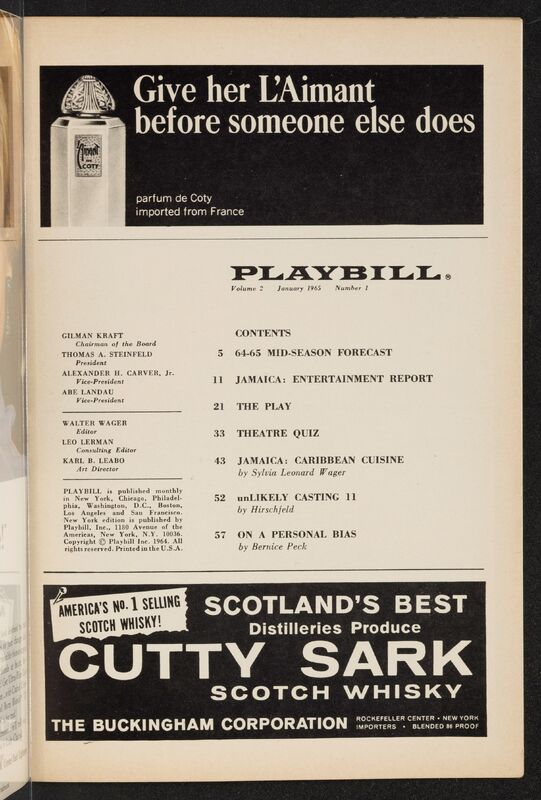 Give her L'Aimant
before someone else does
L'Aimant
COTY
parfum de Coty
imported from France
PLAYBILL®
Volume 2 January 1965 Number 1
GILMAN KRAFT
Chairman of the Board
THOMAS A. STEINFELD
President
ALEXANDER H. CARVER, Jr.
Vice-President
ABE LANDAU
Vice-President
WALTER WAGER
Editor
LEO LERMAN
Consulting Editor
KARL B. LEABO
Art Director
PLAYBILL is published monthly
in New York, Chicago, Philadel-
phia, Washington, D.C., Boston,
Los Angeles and San Francisco.
New York edition is published by
Playbill, Inc., 1180 Avenue of the
Americas, New York, N.Y. 10036.
Copyright © Playbill Inc. 1964. All
rights reserved. Printed in the U.S.A.
CONTENTS
5 64-65 MID-SEASON FORECAST
11 JAMAICA: ENTERTAINMENT REPORT
21 THE PLAY
33 THEATRE QUIZ
43 JAMAICA: CARIBBEAN CUISINE
by Sylvia Leonard Wager
52 unLIKELY CASTING 11
by Hirschfeld
57 ON A PERSONAL BIAS
by Bernice Peck
AMERICA'S No. 1 SELLING
SCOTCH WHISKY!
SCOTLAND'S BEST
Distilleries Produce
CUTTY SARK
SCOTCH WHISKY
THE BUCKINGHAM CORPORATION
ROCKEFELLER CENTER • NEW YORK
IMPORTERS • BLENDED 86 PROOF